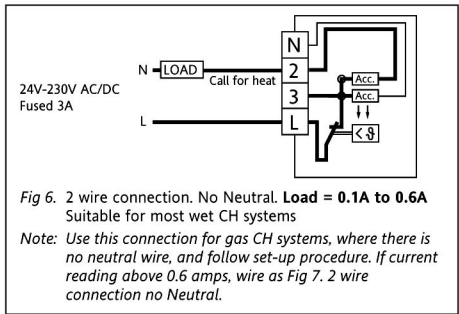 N
N
LOAD
2
Acc.
Call for heat
24V-230V AC/DC
3
Acc.
Fused 3A
L
L
< ϑ
Fig 6. 2 wire connection. No Neutral. Load = 0.1A to 0.6A
Suitable for most wet CH systems
Note: Use this connection for gas CH systems, where there is
no neutral wire, and follow set-up procedure. If current
reading above 0.6 amps, wire as Fig 7. 2 wire
connection no Neutral.